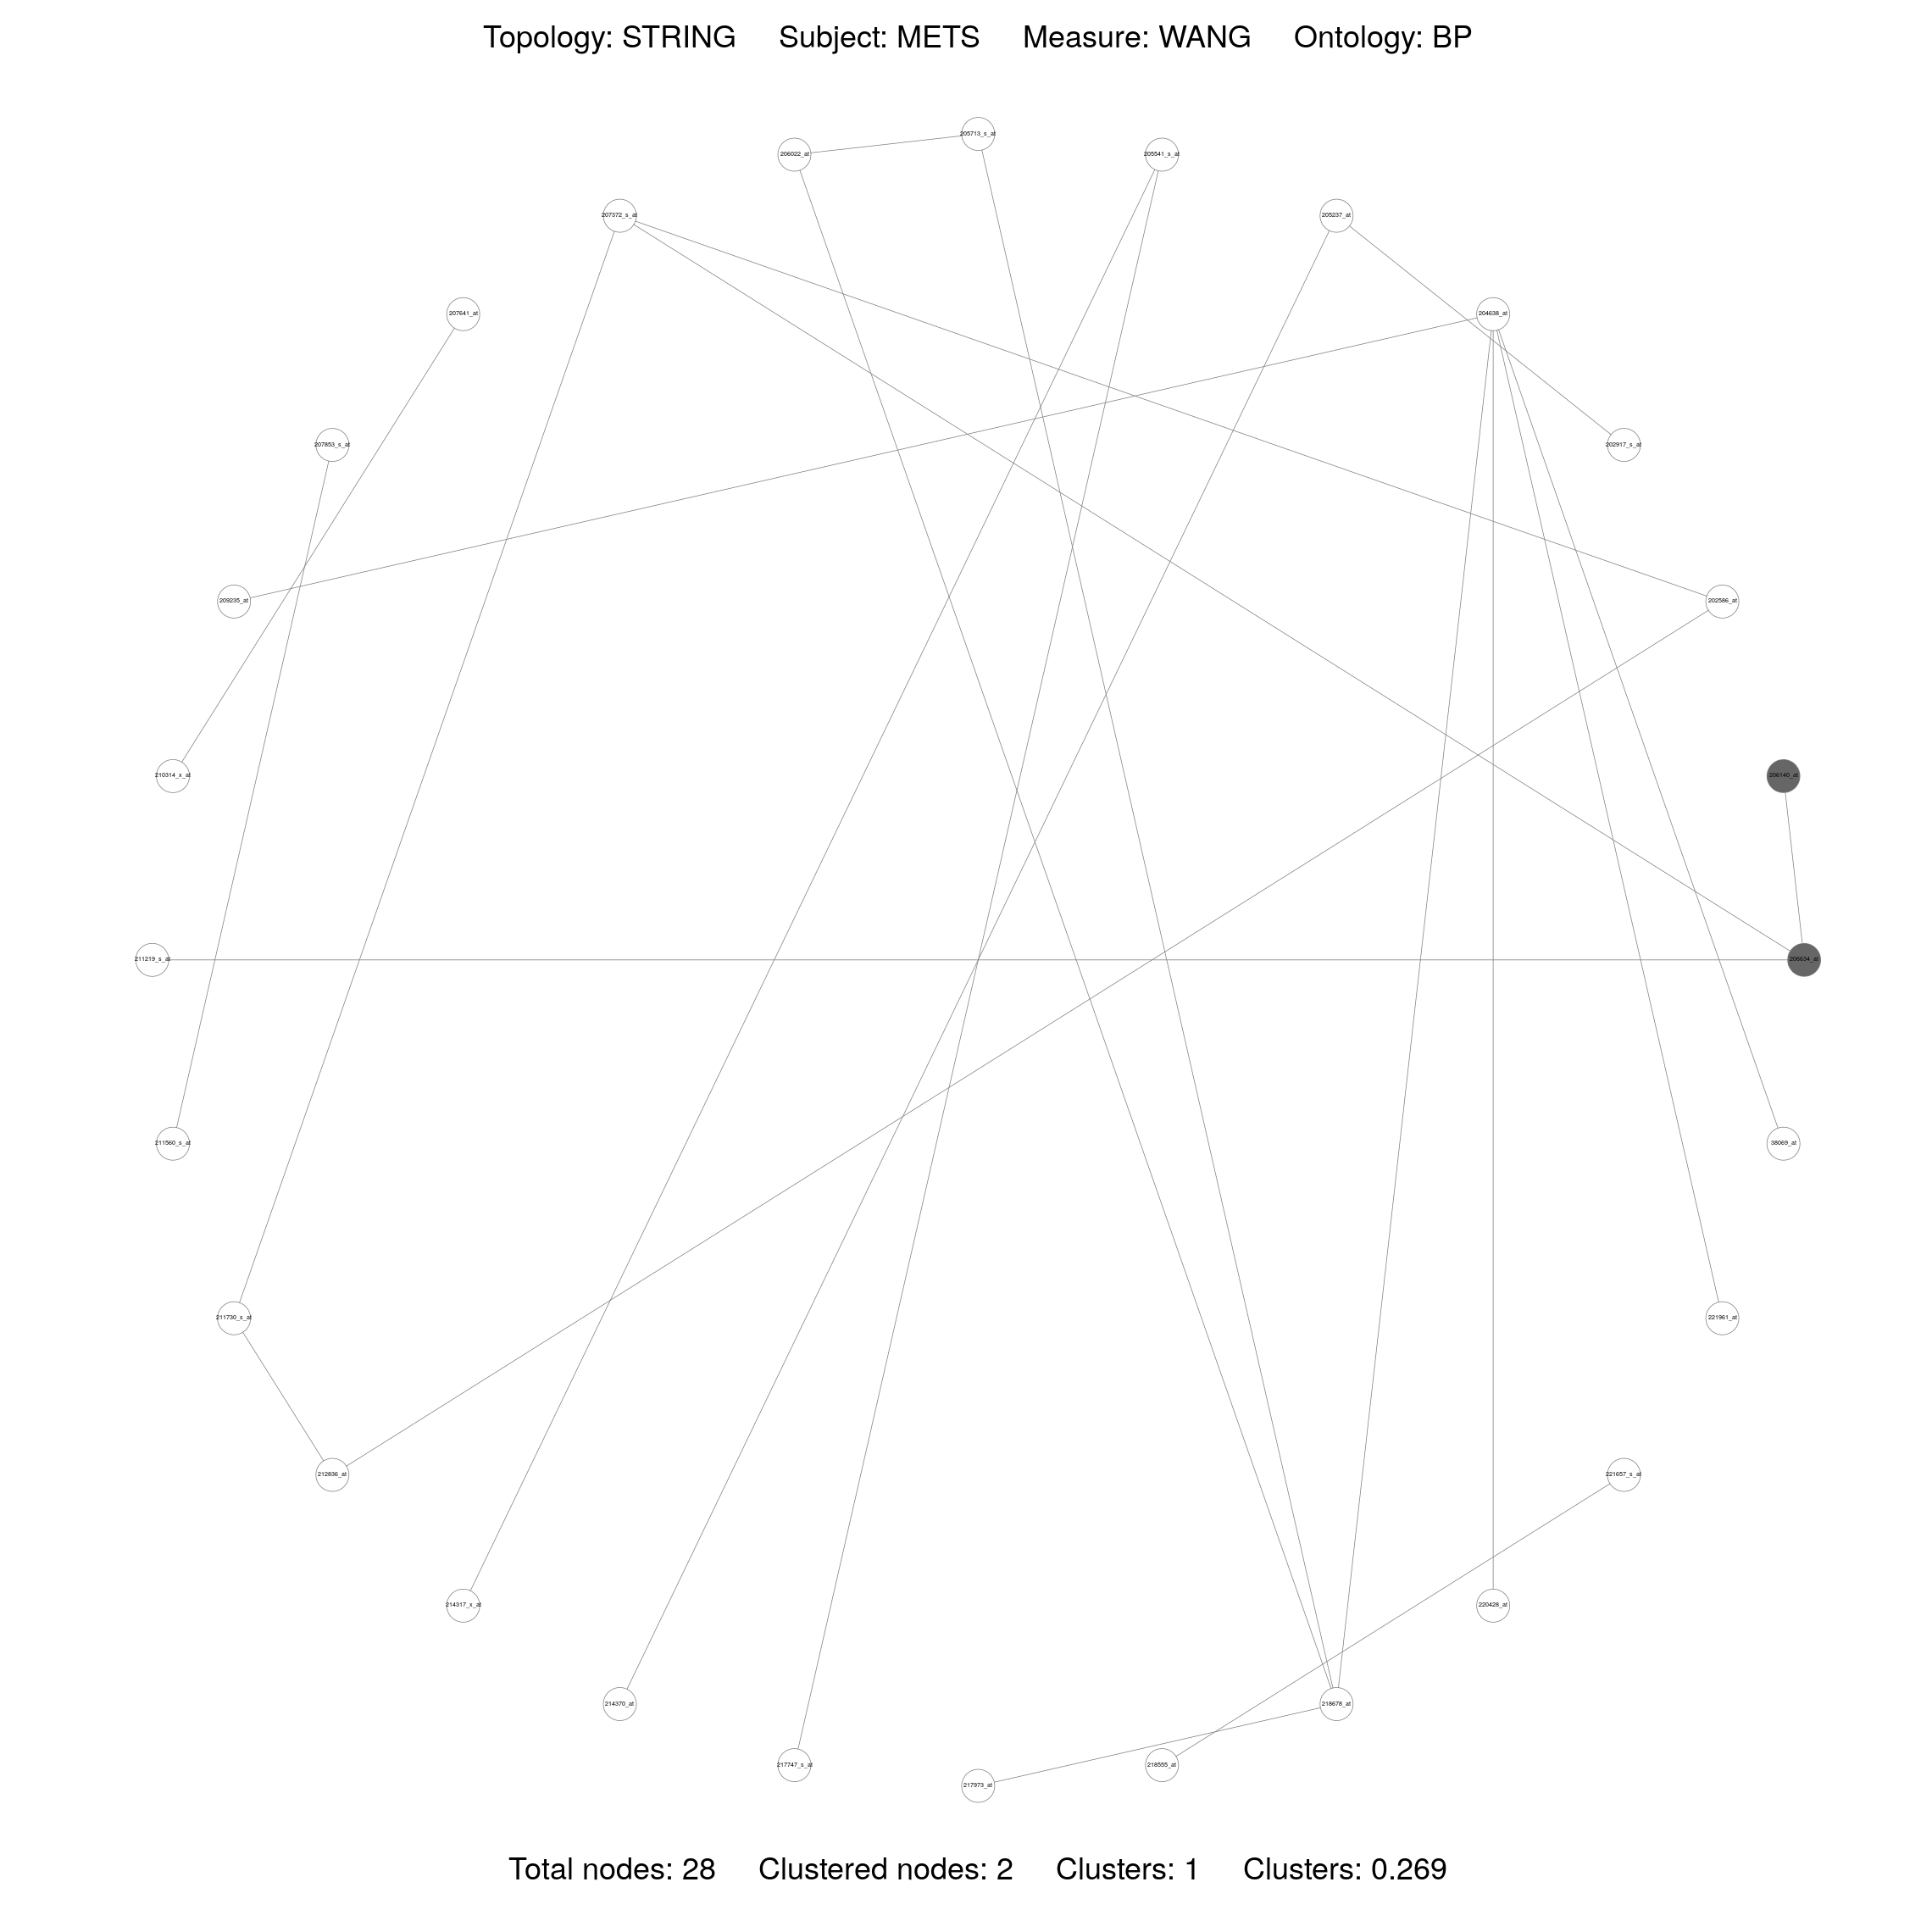 Topology: STRING Subject: METS Measure: WANG Ontology: BP
205713_s_at
206022_at
205541_s_at
207372_s_at
205237_at
207641_at
204638_at
207853_s_at
202917_s_at
209235_at
202586_at
210314_x_at
206140_at
211219_s_at
206634_at
211560_s_at
38069_at
211730_s_at
221961_at
212836_at
221657_s_at
214317_x_at
220428_at
214370_at
218678_at
217747_s_at
218555_at
217973_at
Total nodes: 28 Clustered nodes: 2 Clusters: 1 Clusters: 0.269